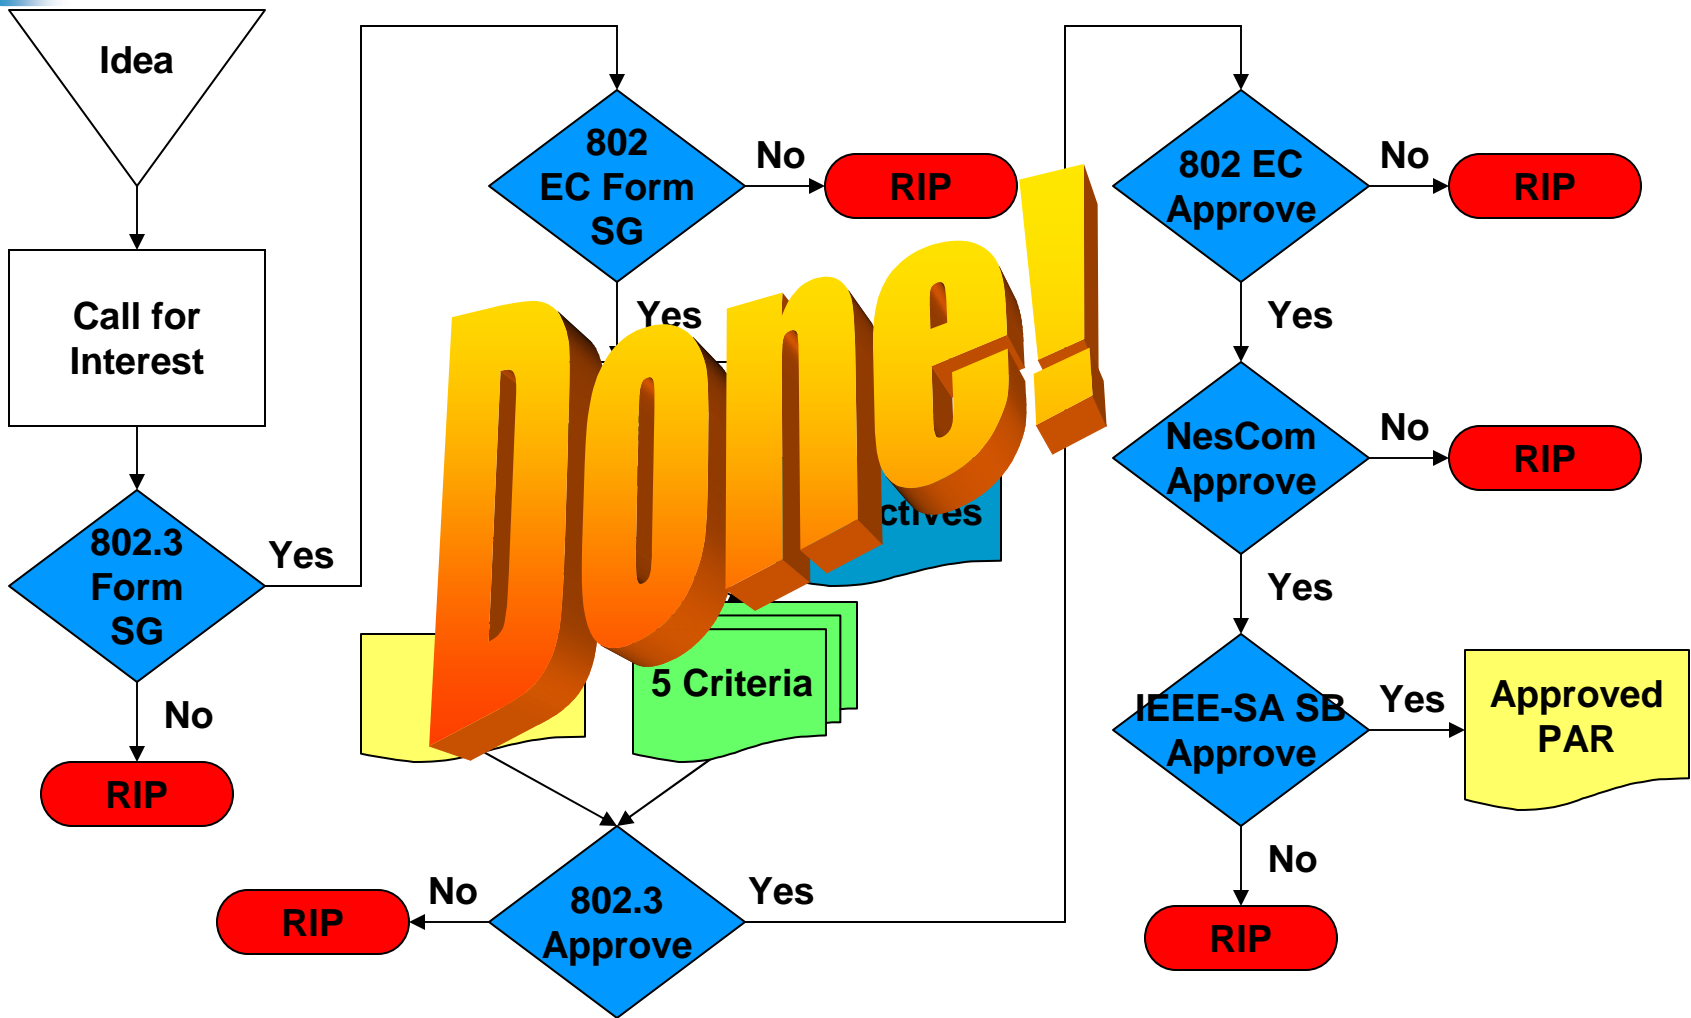 Idea
Call for
Interest
802.3
Form
SG
Yes
No
RIP
802
EC Form
SG
No
RIP
Yes
Done!
5 Criteria
802.3
Approve
No
RIP
Yes
802 EC
Approve
No
RIP
Yes
NesCom
Approve
No
RIP
Yes
IEEE-SA SB
Approve
Yes
Approved
PAR
No
RIP